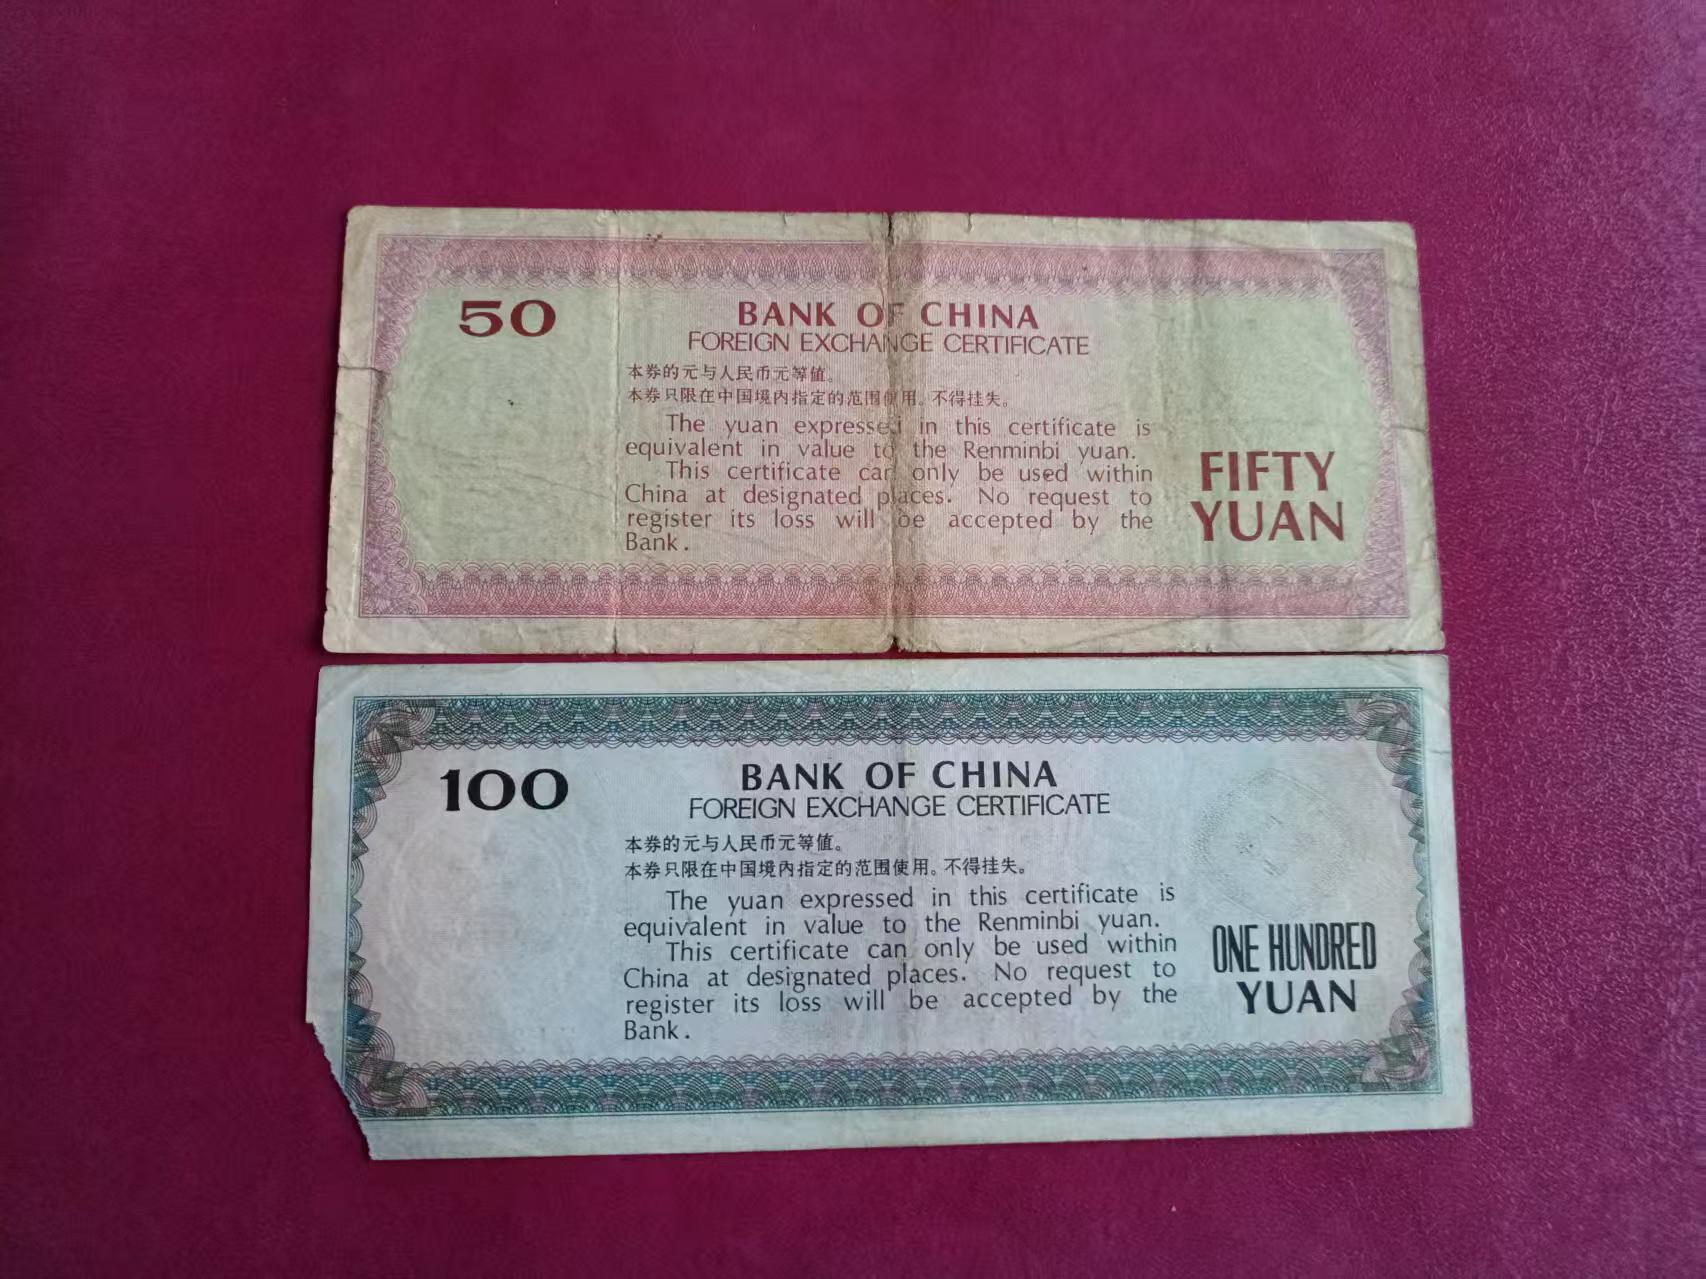 50
BANK OF CHINA
FOREIGN EXCHANGE CERTIFICATE
本券的元与人民币元等值。
本券只限在中国境内指定的范围使用。不得挂失。
The yuan expressed in this certificate is
equivalent in value to the Renminbi yuan.
This certificate can only be used within
China at designated places. No request to
register its loss will be accepted by the
Bank.
FIFTY
YUAN
100
BANK OF CHINA
FOREIGN EXCHANGE CERTIFICATE
本券的元与人民币元等值。
本券只限在中国境内指定的范围使用。不得挂失。
The yuan expressed in this certificate is
equivalent in value to the Renminbi yuan.
This certificate can only be used within
China at designated places. No request to
register its loss will be accepted by the
Bank.
ONE HUNDRED
YUAN